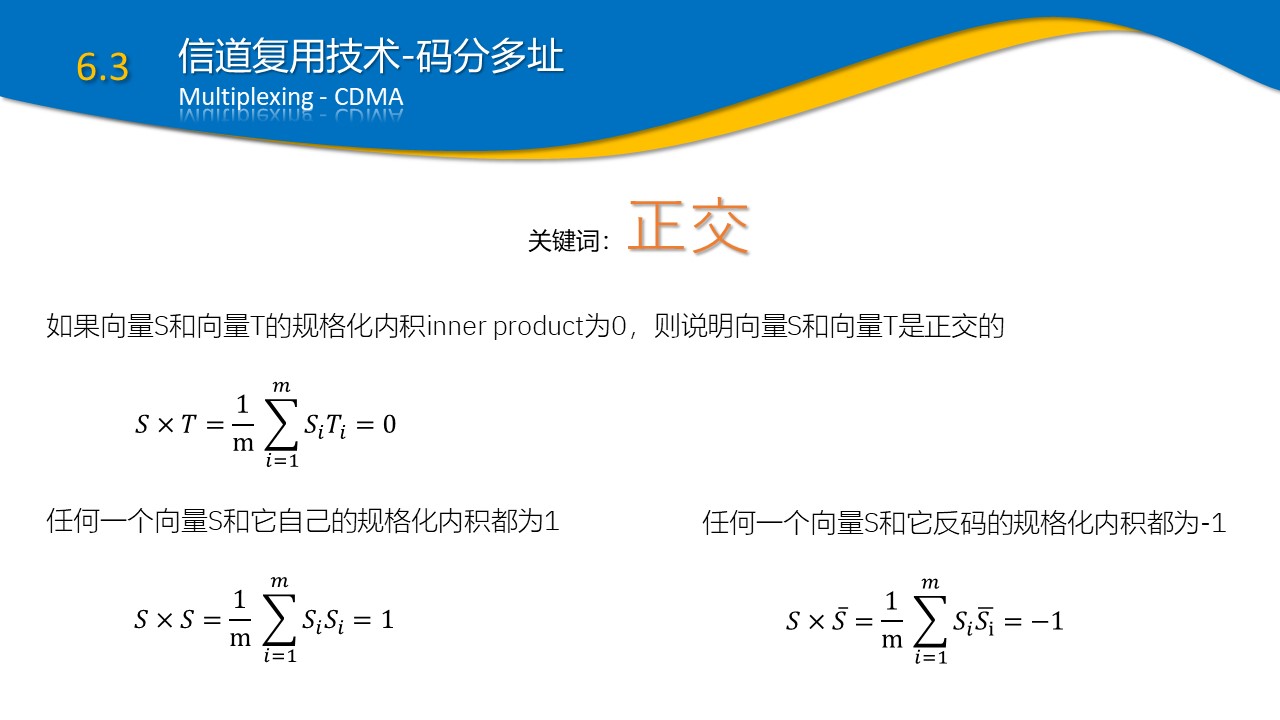 6.3
信道复用技术-码分多址
Multiplexing - CDMA
关键词：正交
如果向量S和向量T的规格化内积inner product为0，则说明向量S和向量T是正交的
$S \times T = \frac{1}{\mathrm{m}} \sum_{i=1}^{m} S_i T_i = 0$
任何一个向量S和它自己的规格化内积都为1
任何一个向量S和它反码的规格化内积都为-1
$S \times S = \frac{1}{\mathrm{m}} \sum_{i=1}^{m} S_i S_i = 1$
$S \times \bar{S} = \frac{1}{\mathrm{m}} \sum_{i=1}^{m} S_i \overline{S_{\mathrm{i}}} = -1$